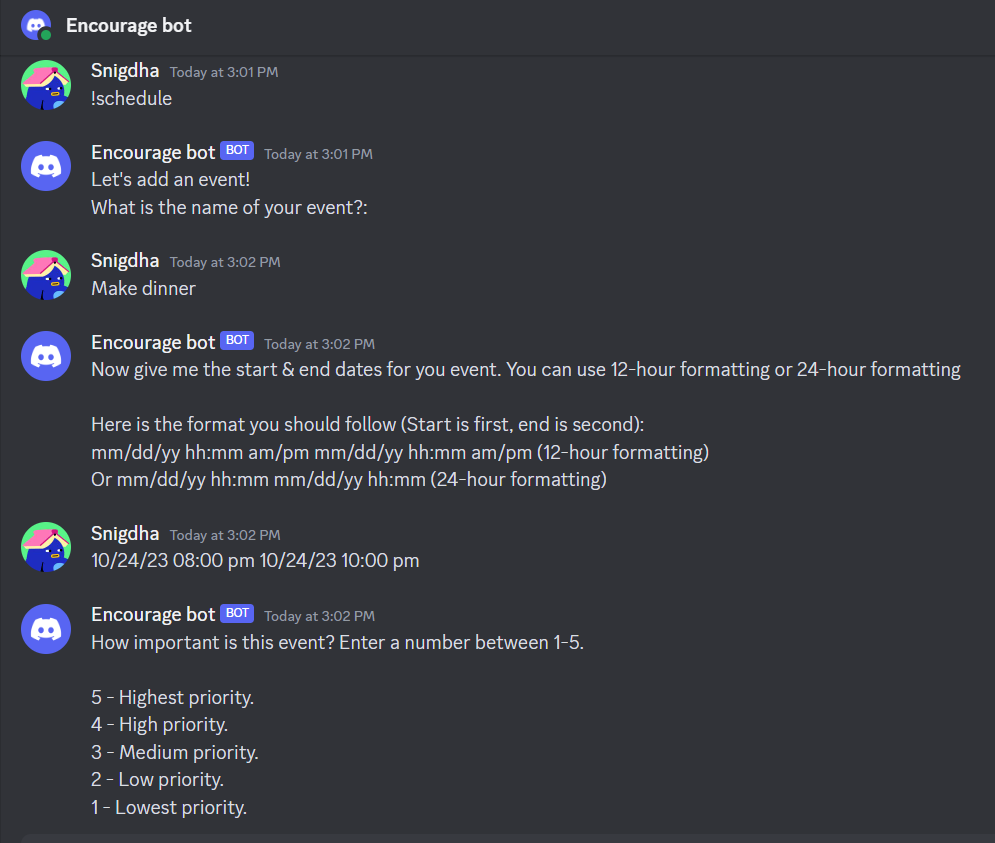 Encourage bot
Snigdha Today at 3:01 PM
!schedule
Encourage bot BOT Today at 3:01 PM
Let's add an event!
What is the name of your event?:
Snigdha Today at 3:02 PM
Make dinner
Encourage bot BOT Today at 3:02 PM
Now give me the start & end dates for you event. You can use 12-hour formatting or 24-hour formatting
Here is the format you should follow (Start is first, end is second):
mm/dd/yy hh:mm am/pm mm/dd/yy hh:mm am/pm (12-hour formatting)
Or mm/dd/yy hh:mm mm/dd/yy hh:mm (24-hour formatting)
Snigdha Today at 3:02 PM
10/24/23 08:00 pm 10/24/23 10:00 pm
Encourage bot BOT Today at 3:02 PM
How important is this event? Enter a number between 1-5.
5 - Highest priority.
4 - High priority.
3 - Medium priority.
2 - Low priority.
1 - Lowest priority.